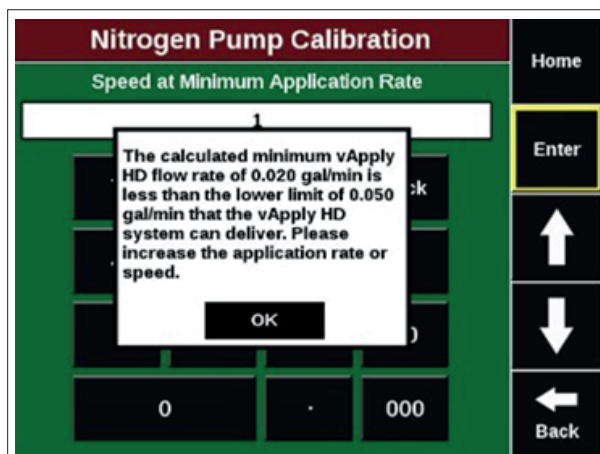 Nitrogen Pump Calibration
Speed at Minimum Application Rate
1
The calculated minimum vApply
HD flow rate of 0.020 gal/min is
less than the lower limit of 0.050
gal/min that the vApply HD
system can deliver. Please
increase the application rate or
speed.
OK
0
.
000
Home
Enter
Back